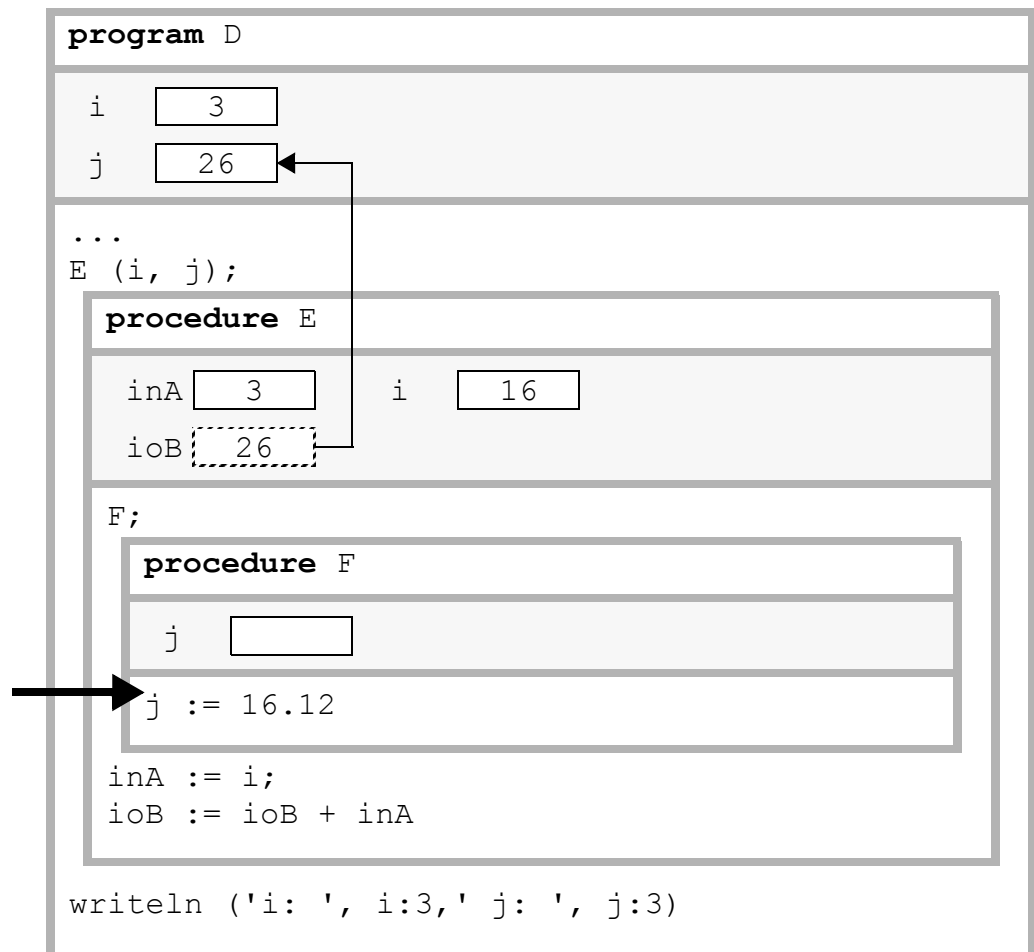 program D
i 3
j 26
...
E (i, j);
procedure E
inA 3 i 16
ioB 26
F;
procedure F
j
j := 16.12
inA := i;
ioB := ioB + inA
writeln ('i: ', i:3,' j: ', j:3)